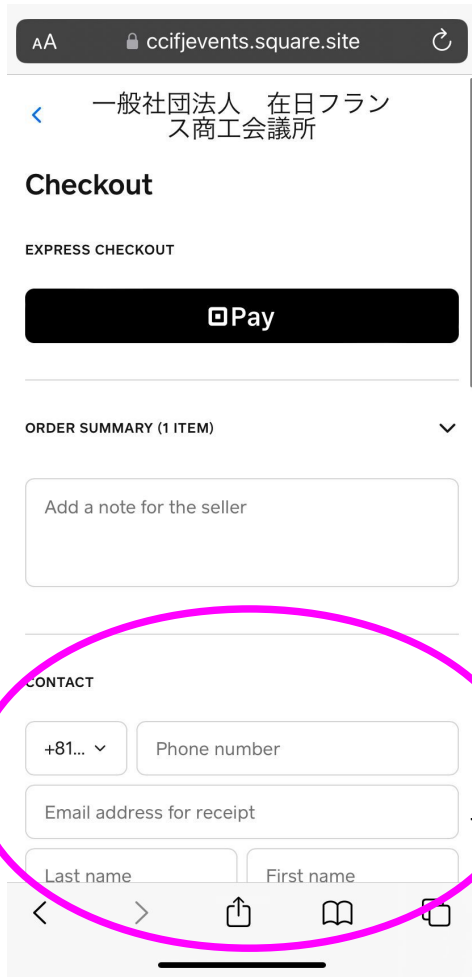 AA ccifjevents.square.site
一般社団法人　在日フラン
ス商工会議所
Checkout
EXPRESS CHECKOUT
Pay
ORDER SUMMARY (1 ITEM)
Add a note for the seller
CONTACT
+81... Phone number
Email address for receipt
Last name First name